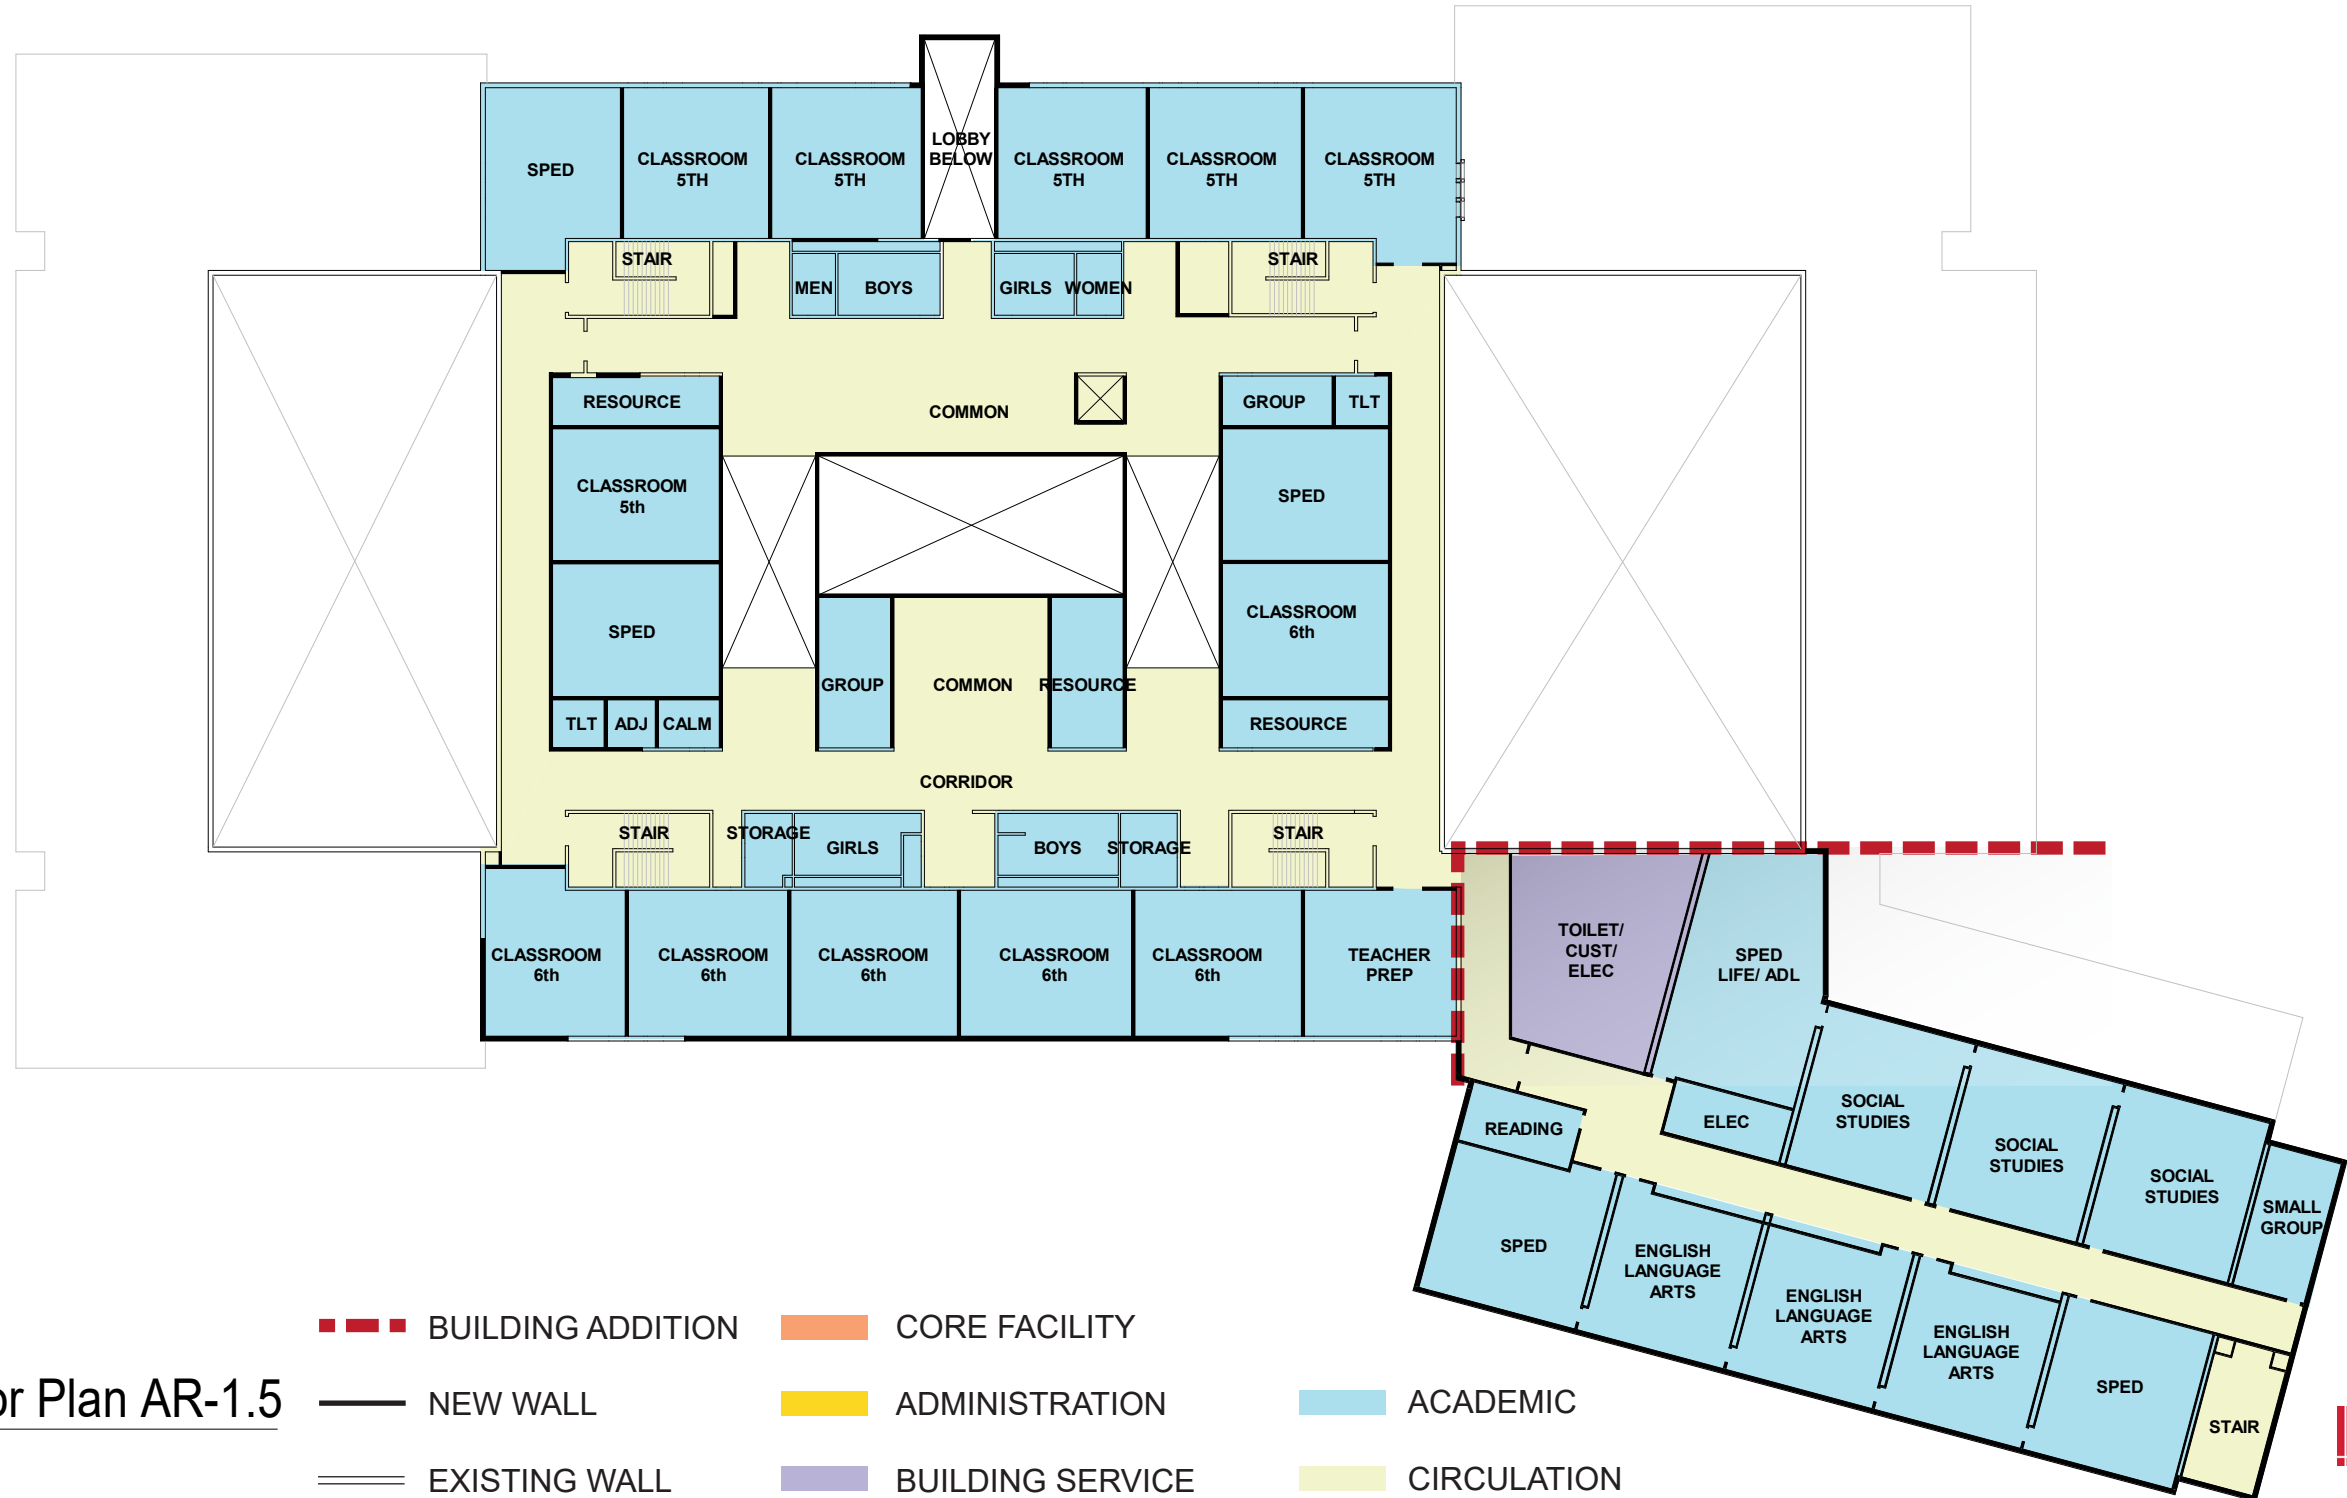 LOBBY
BELOW
SPED
CLASSROOM
5TH
CLASSROOM
5TH
CLASSROOM
5TH
CLASSROOM
5TH
CLASSROOM
5TH
STAIR
MEN
BOYS
GIRLS
WOMEN
STAIR
RESOURCE
COMMON
GROUP
TLT
CLASSROOM
5th
SPED
SPED
CLASSROOM
6th
GROUP
COMMON
RESOURCE
TLT
ADJ
CALM
RESOURCE
CORRIDOR
STAIR
STORAGE
GIRLS
BOYS
STORAGE
STAIR
CLASSROOM
6th
CLASSROOM
6th
CLASSROOM
6th
CLASSROOM
6th
CLASSROOM
6th
TEACHER
PREP
TOILET/
CUST/
ELEC
SPED
LIFE/ ADL
READING
ELEC
SOCIAL
STUDIES
SOCIAL
STUDIES
SOCIAL
STUDIES
SMALL
GROUP
SPED
ENGLISH
LANGUAGE
ARTS
ENGLISH
LANGUAGE
ARTS
ENGLISH
LANGUAGE
ARTS
SPED
STAIR
or Plan AR-1.5
BUILDING ADDITION
NEW WALL
EXISTING WALL
CORE FACILITY
ADMINISTRATION
BUILDING SERVICE
ACADEMIC
CIRCULATION